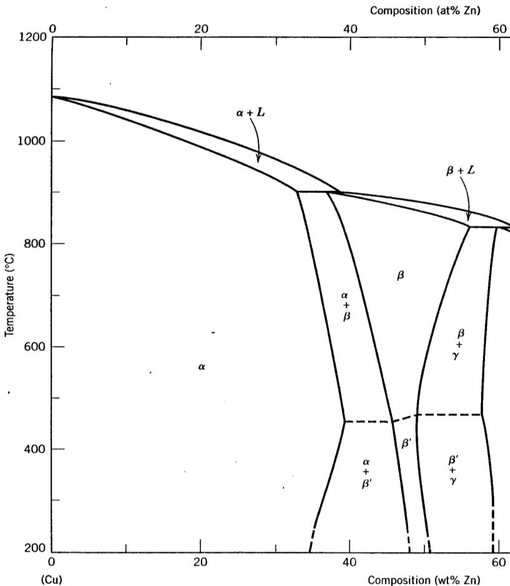 Composition (at% Zn)
0 20 40 60
1200
1000
800
600
400
200
Temperature (°C)
α + L
β + L
β
α
+
β
β
+
γ
α
β'
α
+
β'
β'
+
γ
0 20 40 60
(Cu) Composition (wt% Zn)